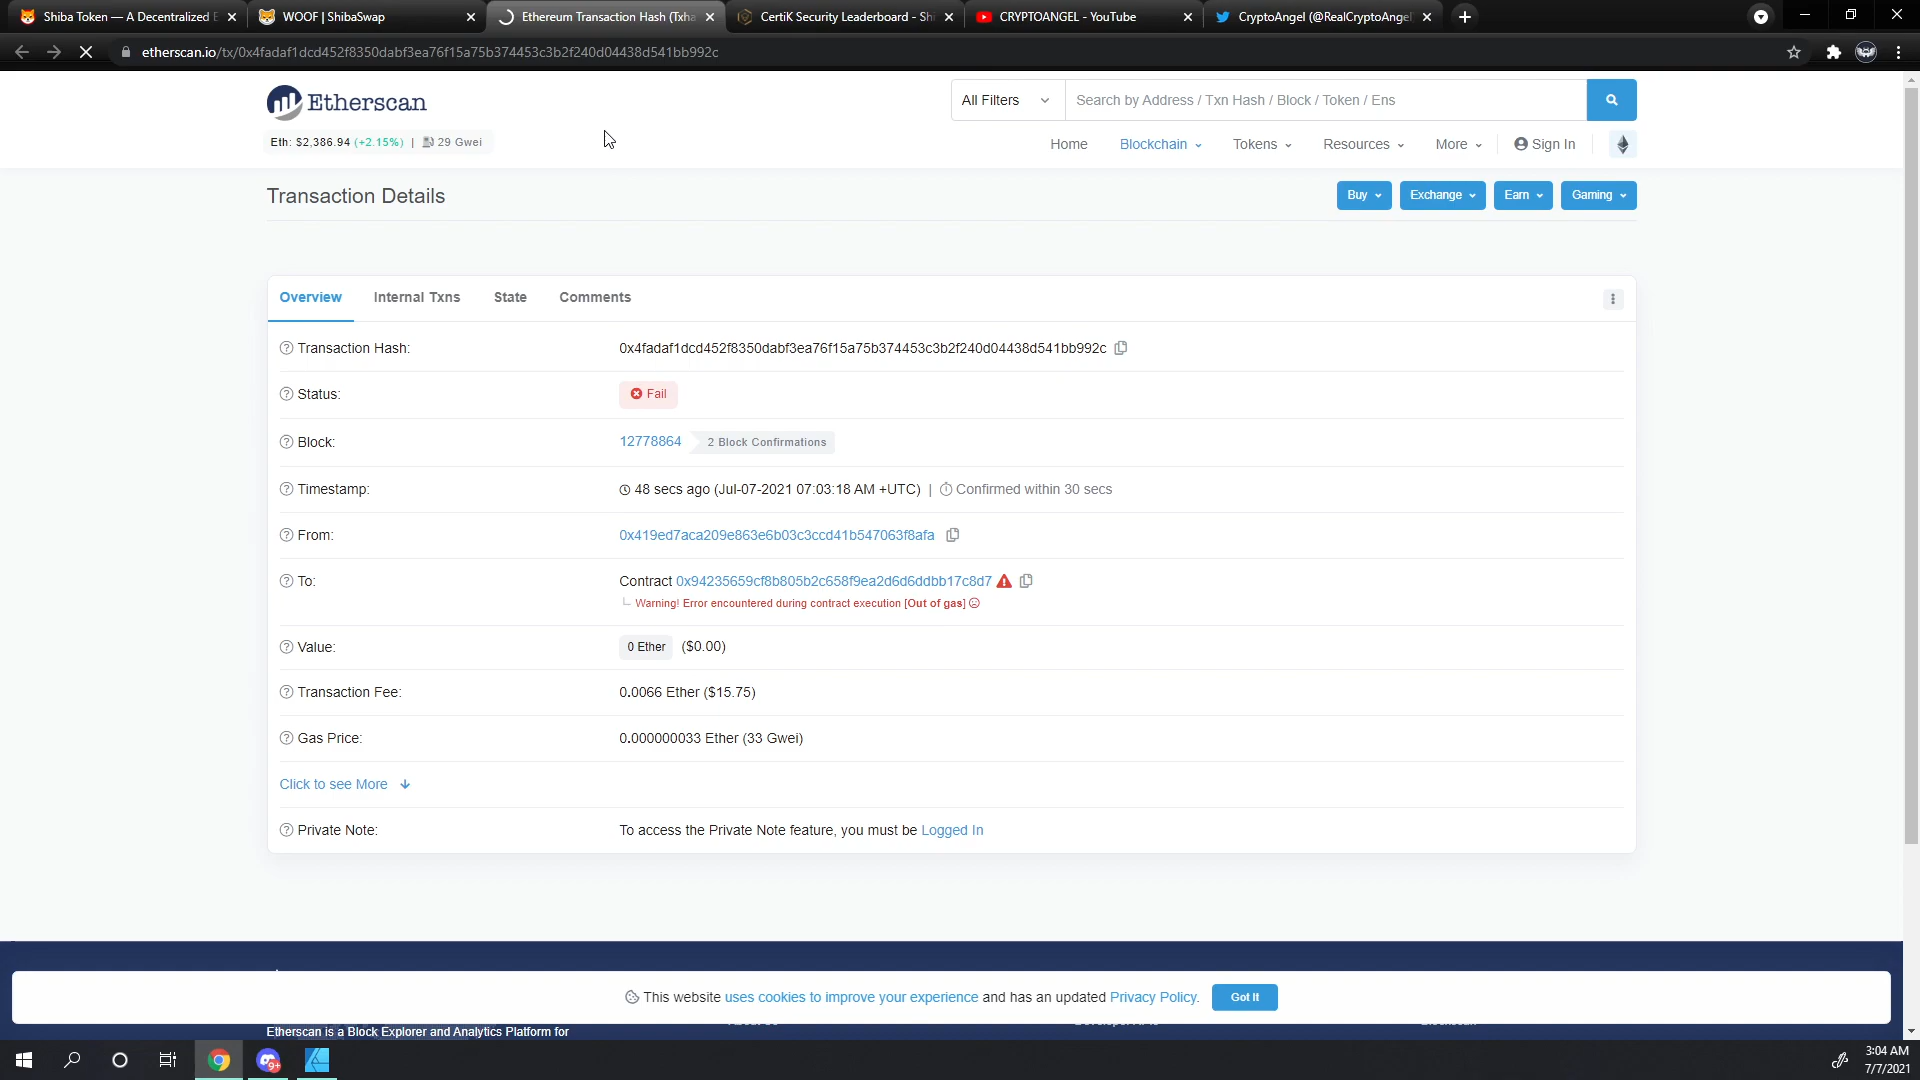 Shiba Token — A Decentralized E
WOOF | ShibaSwap
Ethereum Transaction Hash (Txha
CertiK Security Leaderboard - Shi
CRYPTOANGEL - YouTube
CryptoAngel (@RealCryptoAngel
etherscan.io/tx/0x4fadaf1dcd452f8350dabf3ea76f15a75b374453c3b2f240d04438d541bb992c
Etherscan
All Filters
Search by Address / Txn Hash / Block / Token / Ens
Eth: $2,386.94 (+2.15%) | 29 Gwei
Home
Blockchain
Tokens
Resources
More
Sign In
Transaction Details
Buy
Exchange
Earn
Gaming
Overview
Internal Txns
State
Comments
Transaction Hash:
0x4fadaf1dcd452f8350dabf3ea76f15a75b374453c3b2f240d04438d541bb992c
Status:
Fail
Block:
12778864
2 Block Confirmations
Timestamp:
48 secs ago (Jul-07-2021 07:03:18 AM +UTC) | Confirmed within 30 secs
From:
0x419ed7aca209e863e6b03c3ccd41b547063f8afa
To:
Contract 0x94235659cf8b805b2c658f9ea2d6d6ddbb17c8d7
Warning! Error encountered during contract execution [Out of gas]
Value:
0 Ether ($0.00)
Transaction Fee:
0.0066 Ether ($15.75)
Gas Price:
0.000000033 Ether (33 Gwei)
Click to see More
Private Note:
To access the Private Note feature, you must be Logged In
This website uses cookies to improve your experience and has an updated Privacy Policy.
Got It
Etherscan is a Block Explorer and Analytics Platform for
9+
3:04 AM
7/7/2021